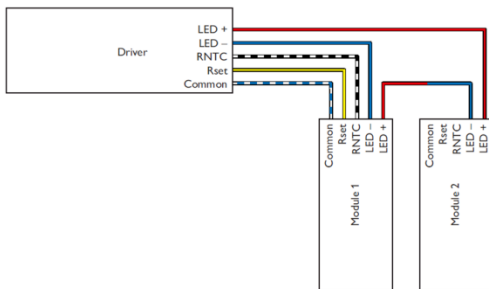 Driver
LED +
LED –
RNTC
Rset
Common
Common
Rset
RNTC
LED –
LED +
Module 1
Common
Rset
RNTC
LED –
LED +
Module 2